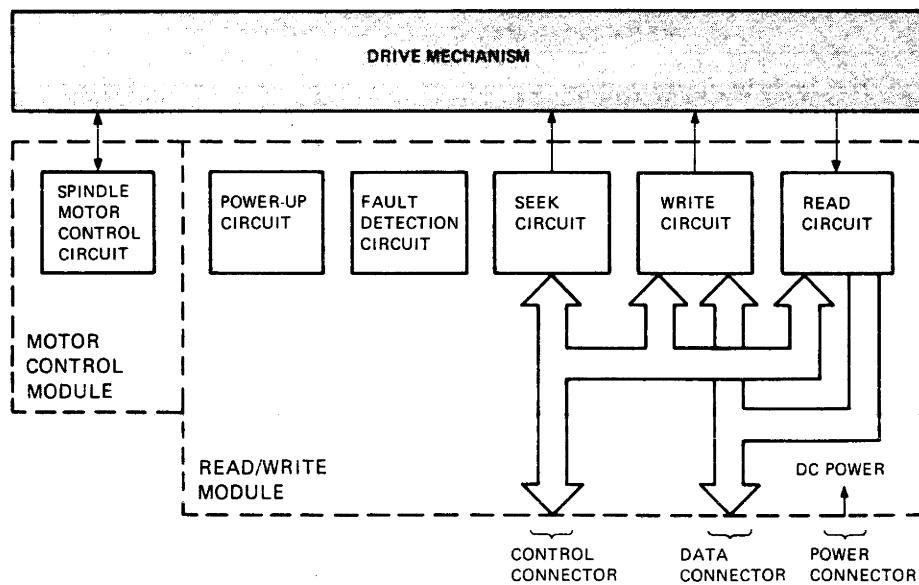 DRIVE MECHANISM
SPINDLE
MOTOR
CONTROL
CIRCUIT
POWER-UP
CIRCUIT
FAULT
DETECTION
CIRCUIT
SEEK
CIRCUIT
WRITE
CIRCUIT
READ
CIRCUIT
MOTOR
CONTROL
MODULE
READ/WRITE
MODULE
DC POWER
CONTROL
CONNECTOR
DATA
CONNECTOR
POWER
CONNECTOR